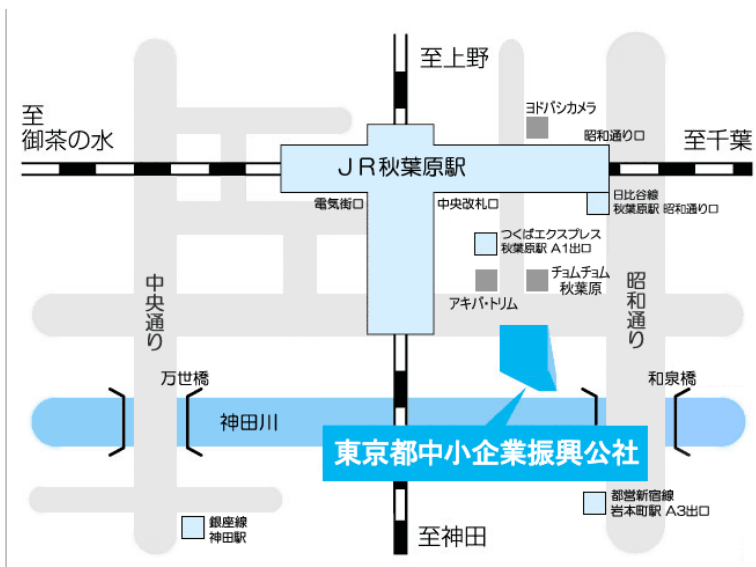 至上野
ヨドバシカメラ
至
御茶の水
昭和通り口
至千葉
JR秋葉原駅
電気街口
中央改札口
日比谷線
秋葉原駅 昭和通り口
つくばエクスプレス
秋葉原駅 A1出口
チョムチョム
秋葉原
アキバ・トリム
中央通り
昭和通り
万世橋
和泉橋
神田川
東京都中小企業振興公社
都営新宿線
岩本町駅 A3出口
銀座線
神田駅
至神田